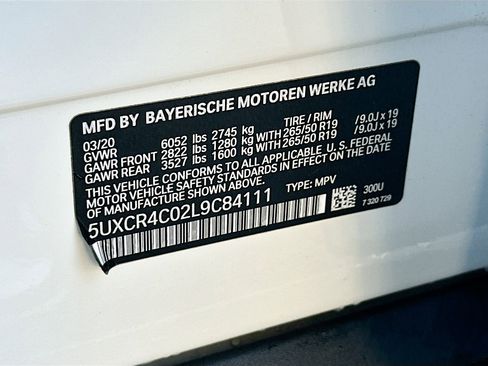 MFD BY BAYERISCHE MOTOREN WERKE AG
03/20
GVWR 6052 lbs 2745 kg TIRE / RIM
GAWR FRONT 2822 lbs 1280 kg WITH 265/50 R19 /9.0J x 19
GAWR REAR 3527 lbs 1600 kg WITH 265/50 R19 /9.0J x 19
THIS VEHICLE CONFORMS TO ALL APPLICABLE U.S. FEDERAL
MOTOR VEHICLE SAFETY STANDARDS IN EFFECT ON THE DATE
OF MANUFACTURE SHOWN ABOVE.
5UXCR4C02L9C84111 TYPE: MPV
300U
7 320 729